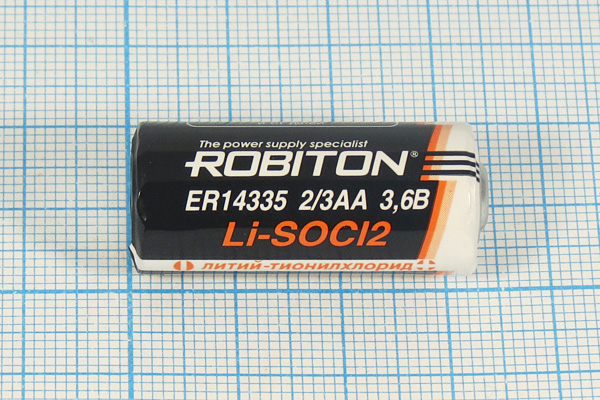 The power supply specialist
ROBITON®
ER14335 2/3AA 3,6В
Li-SOCl2
ЛИТИЙ-ТИОНИЛХЛОРИД